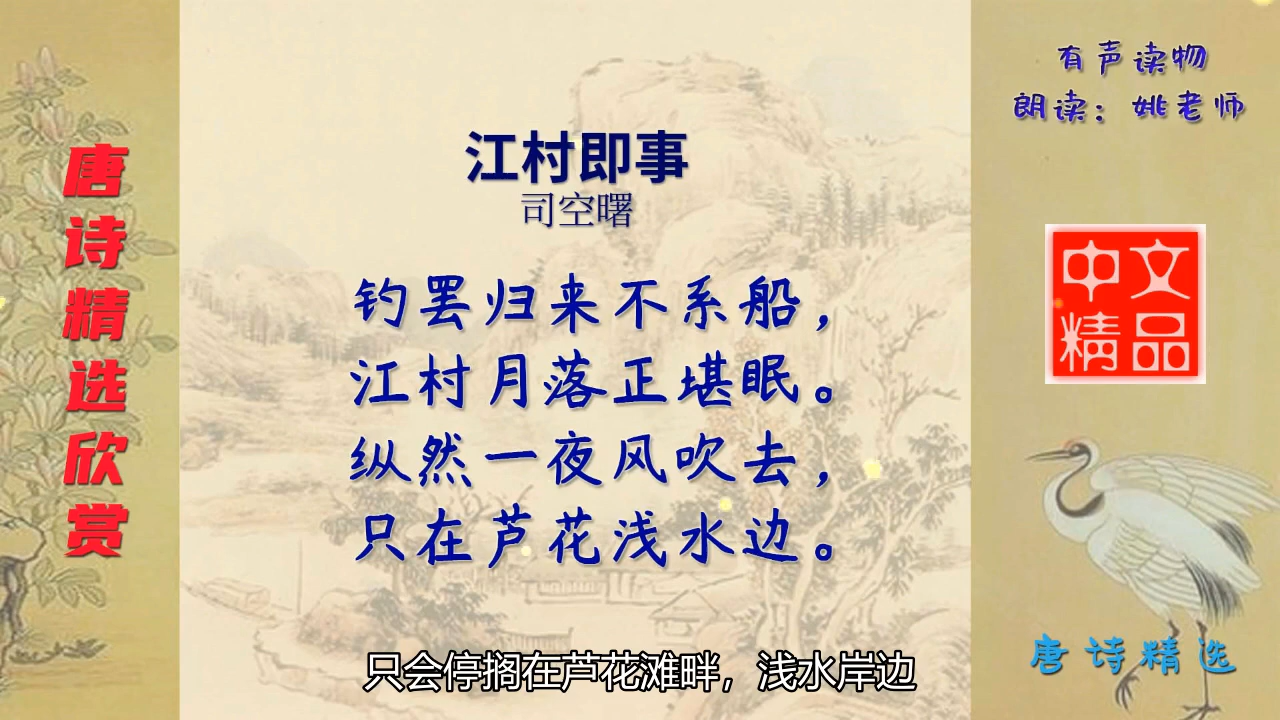 唐诗精选欣赏
江村即事
司空曙
钓罢归来不系船，
江村月落正堪眠。
纵然一夜风吹去，
只在芦花浅水边。
只会停搁在芦花滩畔，浅水岸边
有声读物
朗读：姚老师
中文
精品
唐诗精选